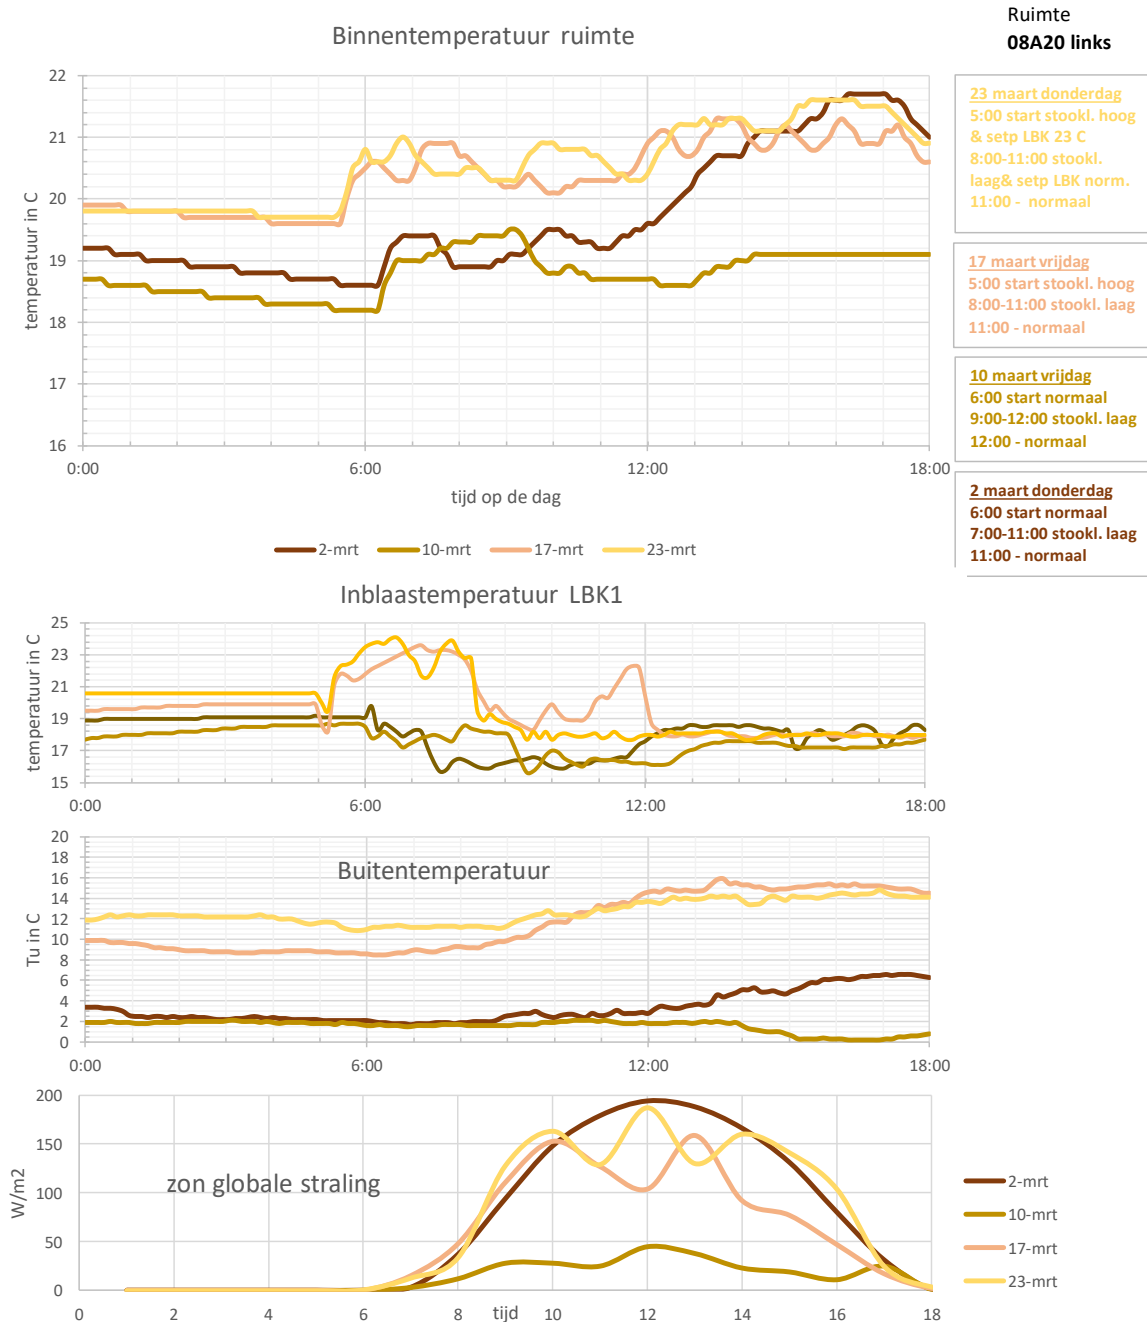 Ruimte
08A20 links
Binnentemperatuur ruimte
22
21
20
19
18
17
16
temperatuur in C
0:00
6:00
12:00
18:00
tijd op de dag
2-mrt
10-mrt
17-mrt
23-mrt
23 maart donderdag
5:00 start stookl. hoog
& setp LBK 23 C
8:00-11:00 stookl.
laag& setp LBK norm.
11:00 - normaal
17 maart vrijdag
5:00 start stookl. hoog
8:00-11:00 stookl. laag
11:00 - normaal
10 maart vrijdag
6:00 start normaal
9:00-12:00 stookl. laag
12:00 - normaal
2 maart donderdag
6:00 start normaal
7:00-11:00 stookl. laag
11:00 - normaal
Inblaastemperatuur LBK1
25
23
21
19
17
15
temperatuur in C
0:00
6:00
12:00
18:00
Buitentemperatuur
20
18
16
14
12
10
8
6
4
2
0
Tu in C
0:00
6:00
12:00
18:00
zon globale straling
200
150
100
50
0
W/m2
0
2
4
6
8
10
12
14
16
18
tijd
2-mrt
10-mrt
17-mrt
23-mrt